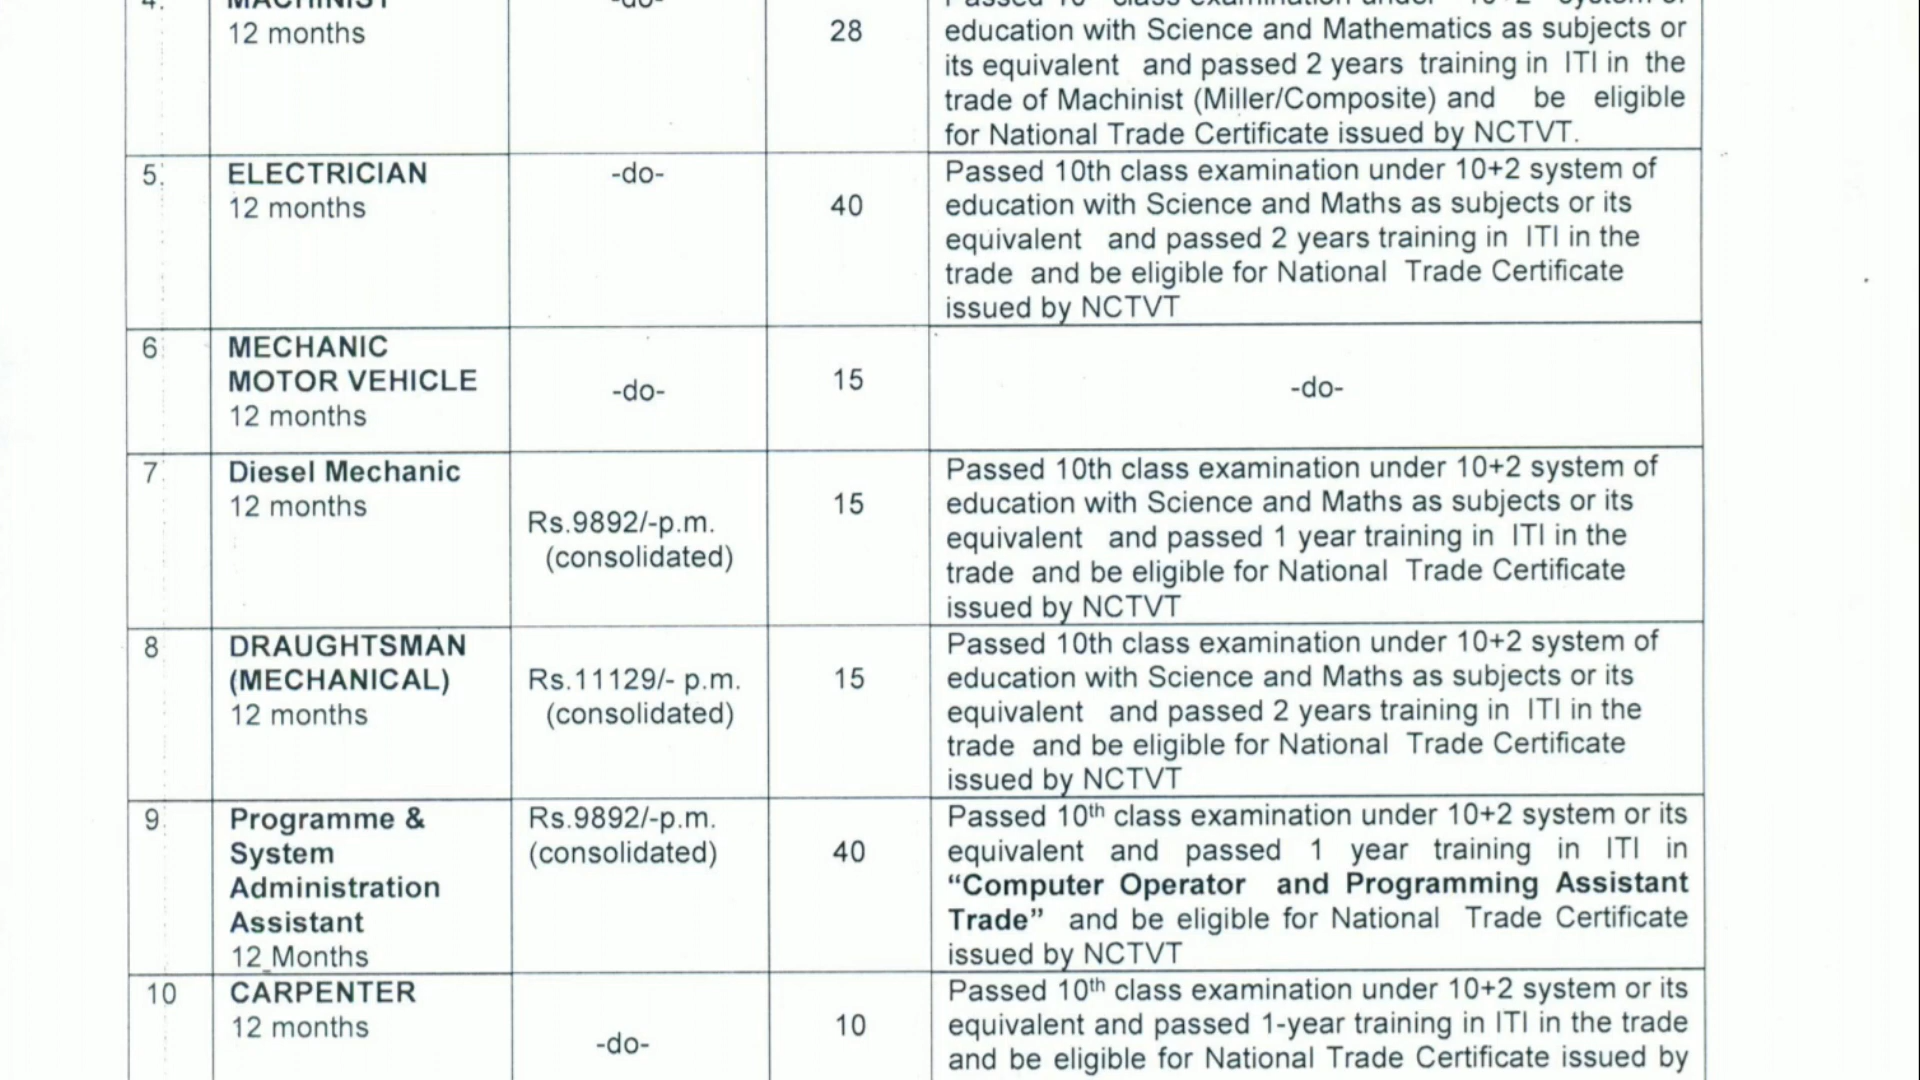 4. MACHINIST -do- Passed 10th class examination under 10+2 system of
12 months 28 education with Science and Mathematics as subjects or
its equivalent and passed 2 years training in ITI in the
trade of Machinist (Miller/Composite) and be eligible
for National Trade Certificate issued by NCTVT.
5. ELECTRICIAN -do- Passed 10th class examination under 10+2 system of
12 months 40 education with Science and Maths as subjects or its
equivalent and passed 2 years training in ITI in the
trade and be eligible for National Trade Certificate
issued by NCTVT
6 MECHANIC
MOTOR VEHICLE -do- 15 -do-
12 months
7 Diesel Mechanic Passed 10th class examination under 10+2 system of
12 months 15 education with Science and Maths as subjects or its
Rs.9892/-p.m. equivalent and passed 1 year training in ITI in the
(consolidated) trade and be eligible for National Trade Certificate
issued by NCTVT
8 DRAUGHTSMAN Passed 10th class examination under 10+2 system of
(MECHANICAL) Rs.11129/- p.m. 15 education with Science and Maths as subjects or its
12 months (consolidated) equivalent and passed 2 years training in ITI in the
trade and be eligible for National Trade Certificate
issued by NCTVT
9 Programme & Rs.9892/-p.m. Passed 10th class examination under 10+2 system or its
System (consolidated) 40 equivalent and passed 1 year training in ITI in
Administration “Computer Operator and Programming Assistant
Assistant Trade” and be eligible for National Trade Certificate
12 Months issued by NCTVT
10 CARPENTER Passed 10th class examination under 10+2 system or its
12 months -do- 10 equivalent and passed 1-year training in ITI in the trade
and be eligible for National Trade Certificate issued by